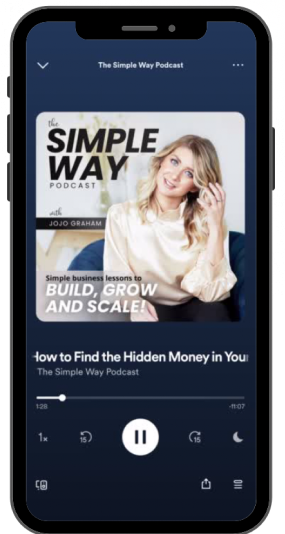 The Simple Way Podcast
the
SIMPLE
WAY
PODCAST
with
JOJO GRAHAM
Simple business lessons to
BUILD, GROW
AND SCALE!
How to Find the Hidden Money in Your
The Simple Way Podcast
1:26 -11:07
1x 15 15